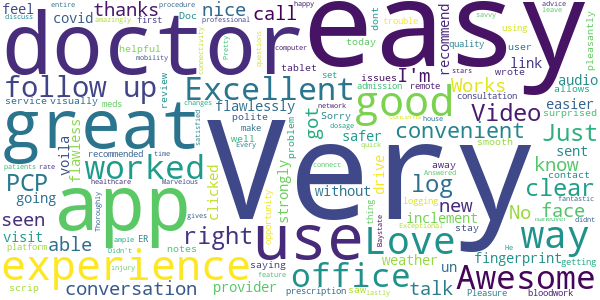 feel
covid
thanks
call
nice
discuss
entire
first
Doc
professional
happy
procedure
amazingly
helpful
mobility
Pretty
connectivity
questions
savvy
advice
leave
computer
stars
using
trouble
dont
today
doctor
easy
recommend
quality
user
pleasantly
wrote
link
follow up
tablet
set
issues
I'm
Works
admission
remote
consultation
allows
audio
easier
surprised
service
visually
meds
review
Excellent
changes
flawlessly
network
Sorry
dosage
great
good
Video
Just
sent
know
convenient
polite
make
well
satisfied
Every
problem
got
safer
house
quick
smooth
patients
rate
recommended
time
voila
flawless
worked
healthcare
Marvelous
Very
without
away
Answered
contact
fantastic
connect
PCP
going
seen
app
Thoroughly
clicked
opportunity
strongly
thing
drive
log
new
logging
Exceptional
clear
No
face
getting
didnt
visit
able
right
use
inclement
Love
stay
way
gives
Baystate
He
platform
ample
ER
Didn't
notes
saying
feature
weather
un
fingerprint
experience
office
talk
Awesome
scrip
injury
conversation
provider
prescription
saw
lastly
Pleasure
bloodwork